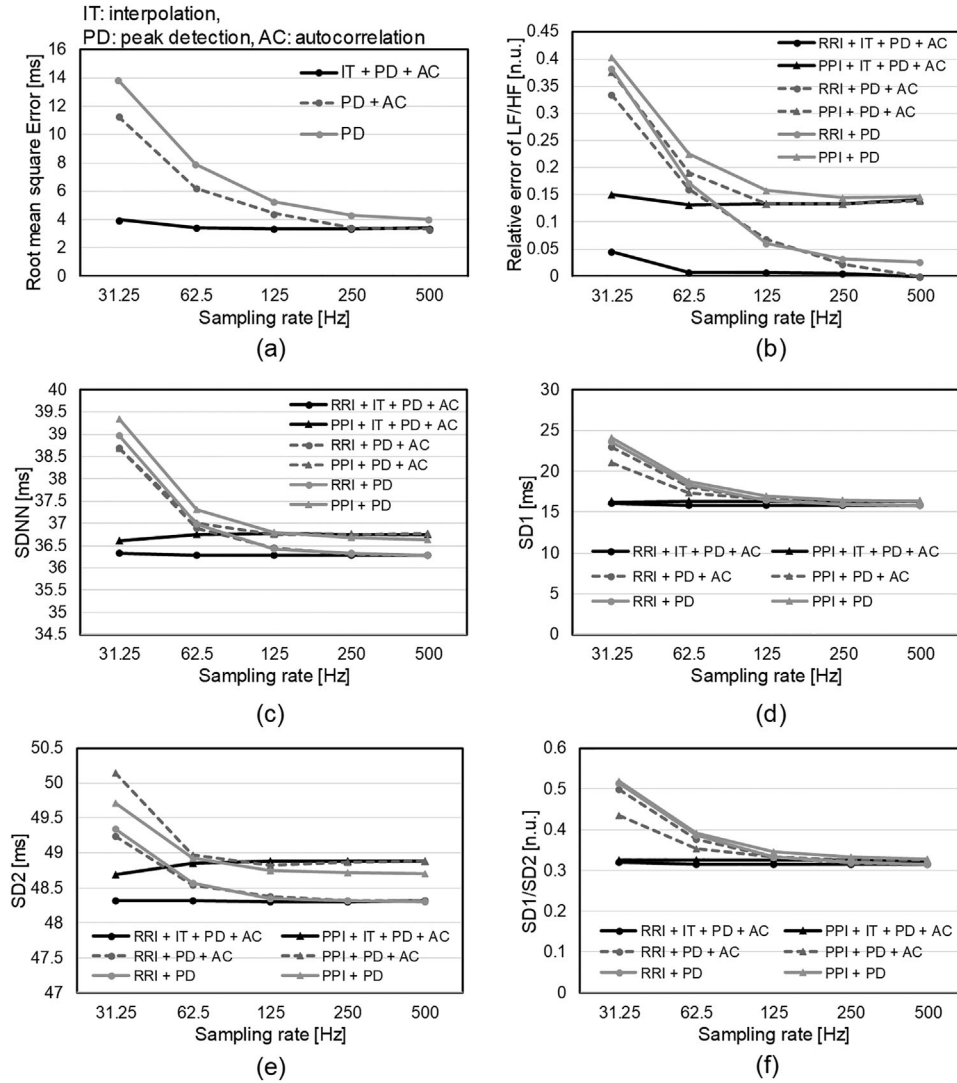 IT: interpolation,
PD: peak detection, AC: autocorrelation
Root mean square Error [ms]
16
14
12
10
8
6
4
2
0
IT + PD + AC
PD + AC
PD
31.25 62.5 125 250 500
Sampling rate [Hz]
(a)
Relative error of LF/HF [n.u.]
0.45
0.4
0.35
0.3
0.25
0.2
0.15
0.1
0.05
0
RRI + IT + PD + AC
PPI + IT + PD + AC
RRI + PD + AC
PPI + PD + AC
RRI + PD
PPI + PD
31.25 62.5 125 250 500
Sampling rate [Hz]
(b)
SDNN [ms]
40
39.5
39
38.5
38
37.5
37
36.5
36
35.5
35
34.5
RRI + IT + PD + AC
PPI + IT + PD + AC
RRI + PD + AC
PPI + PD + AC
RRI + PD
PPI + PD
31.25 62.5 125 250 500
Sampling rate [Hz]
(c)
SD1 [ms]
30
25
20
15
10
5
0
RRI + IT + PD + AC PPI + IT + PD + AC
RRI + PD + AC PPI + PD + AC
RRI + PD PPI + PD
31.25 62.5 125 250 500
Sampling rate [Hz]
(d)
SD2 [ms]
50.5
50
49.5
49
48.5
48
47.5
47
RRI + IT + PD + AC PPI + IT + PD + AC
RRI + PD + AC PPI + PD + AC
RRI + PD PPI + PD
31.25 62.5 125 250 500
Sampling rate [Hz]
(e)
SD1/SD2 [n.u.]
0.6
0.5
0.4
0.3
0.2
0.1
0
RRI + IT + PD + AC PPI + IT + PD + AC
RRI + PD + AC PPI + PD + AC
RRI + PD PPI + PD
31.25 62.5 125 250 500
Sampling rate [Hz]
(f)